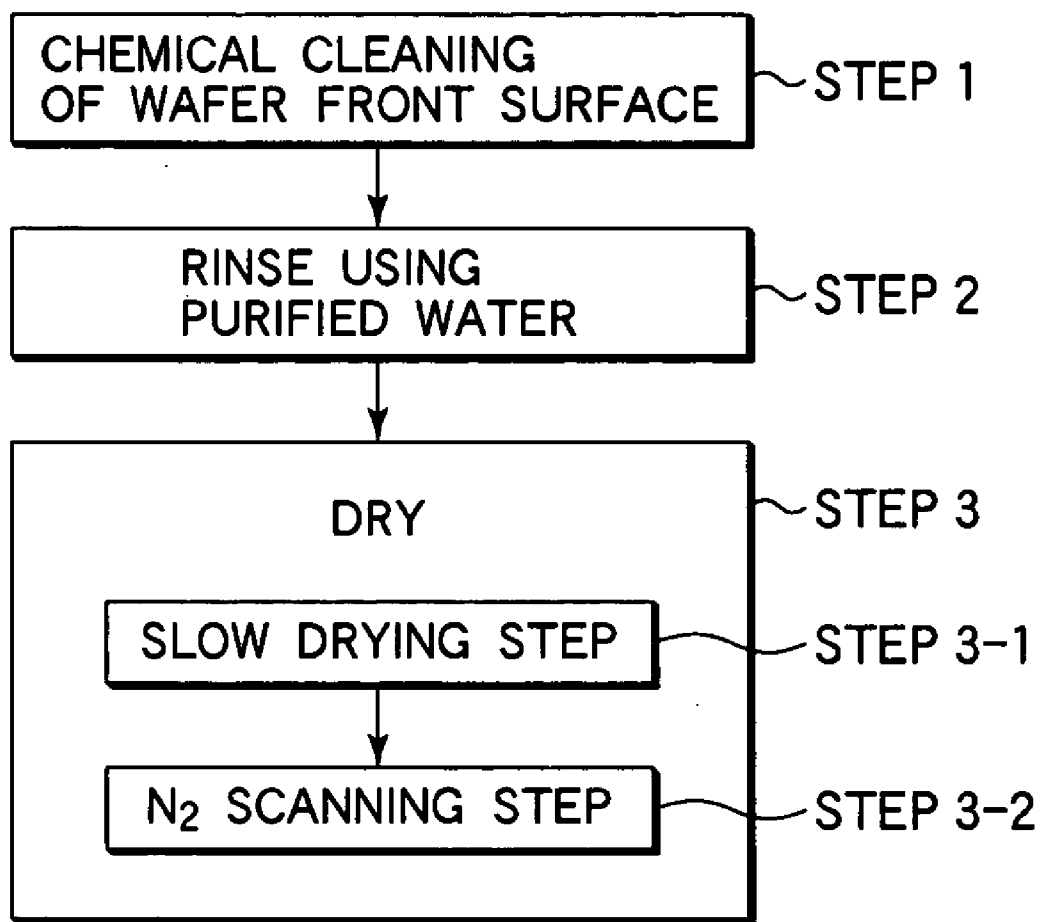 CHEMICAL CLEANING
OF WAFER FRONT SURFACE
STEP 1
RINSE USING
PURIFIED WATER
STEP 2
DRY
STEP 3
SLOW DRYING STEP
STEP 3-1
N₂ SCANNING STEP
STEP 3-2